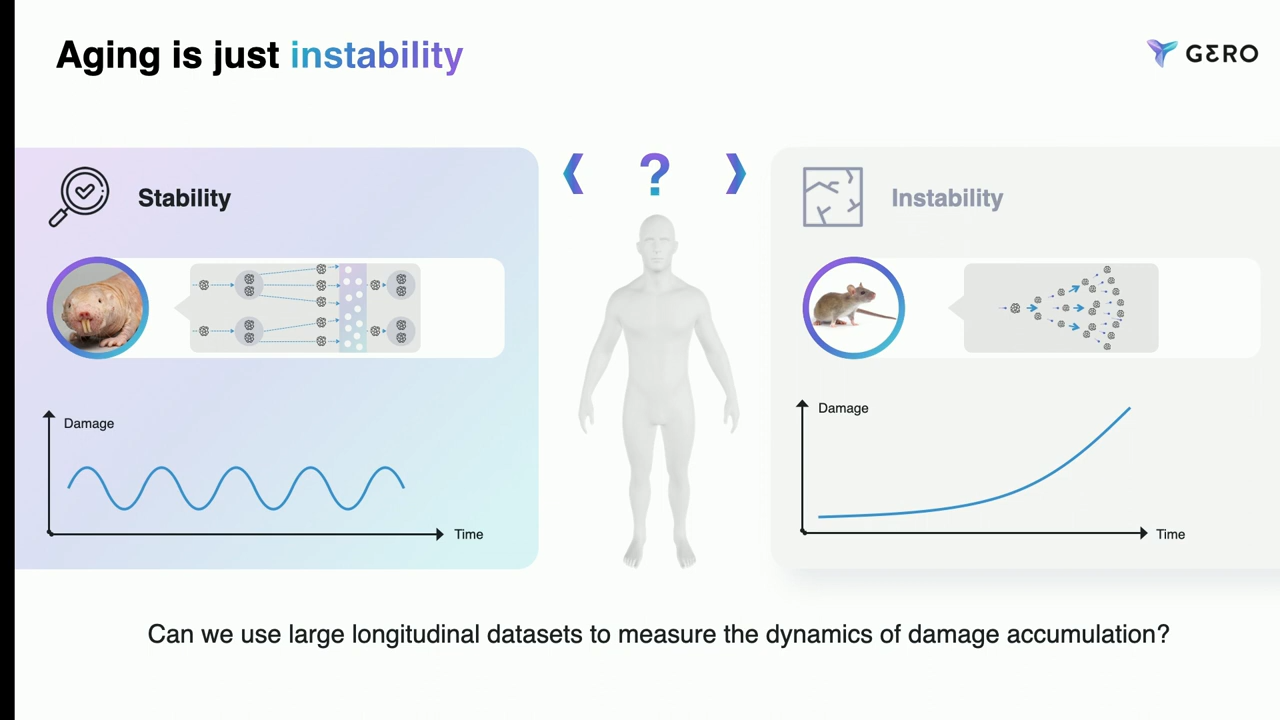 Aging is just instability
GERO
?
Stability
Instability
Damage
Time
Damage
Time
Can we use large longitudinal datasets to measure the dynamics of damage accumulation?